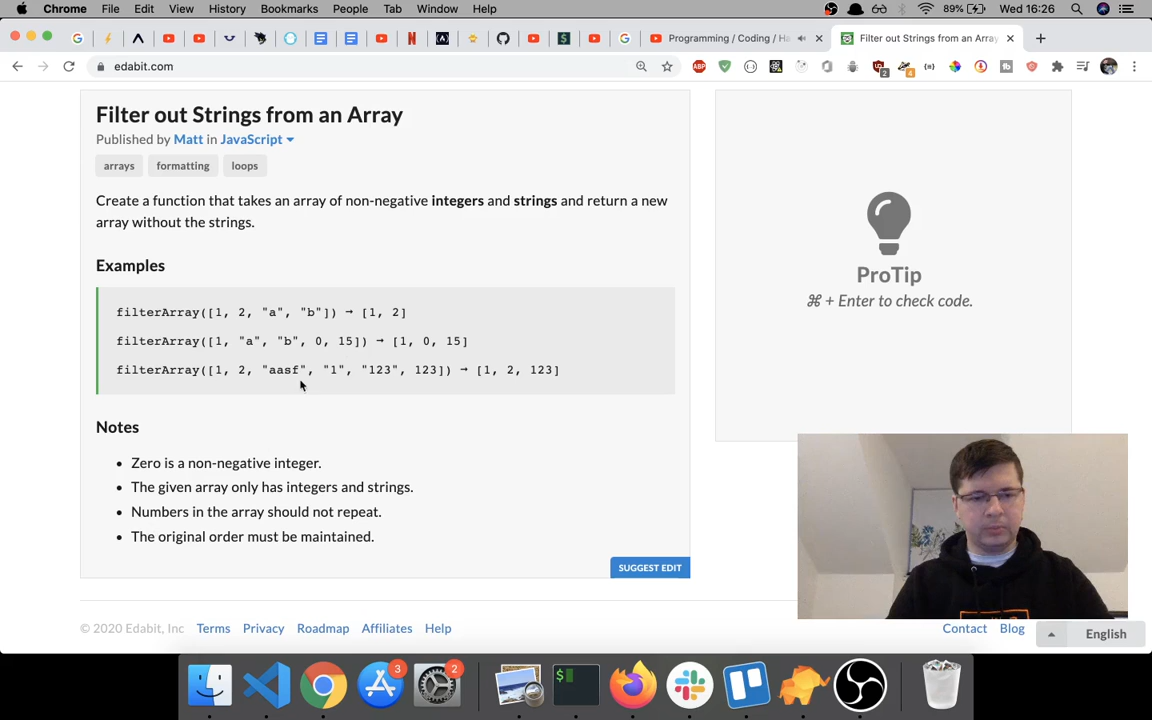 Chrome File Edit View History Bookmarks People Tab Window Help 89% Wed 16:26
Programming / Coding / Ha
Filter out Strings from an Array
edabit.com
Filter out Strings from an Array
Published by Matt in JavaScript
arrays formatting loops
Create a function that takes an array of non-negative integers and strings and return a new
array without the strings.
Examples
filterArray([1, 2, "a", "b"]) → [1, 2]
filterArray([1, "a", "b", 0, 15]) → [1, 0, 15]
filterArray([1, 2, "aasf", "1", "123", 123]) → [1, 2, 123]
Notes
• Zero is a non-negative integer.
• The given array only has integers and strings.
• Numbers in the array should not repeat.
• The original order must be maintained.
SUGGEST EDIT
ProTip
⌘ + Enter to check code.
© 2020 Edabit, Inc Terms Privacy Roadmap Affiliates Help
Contact Blog
English
3
2